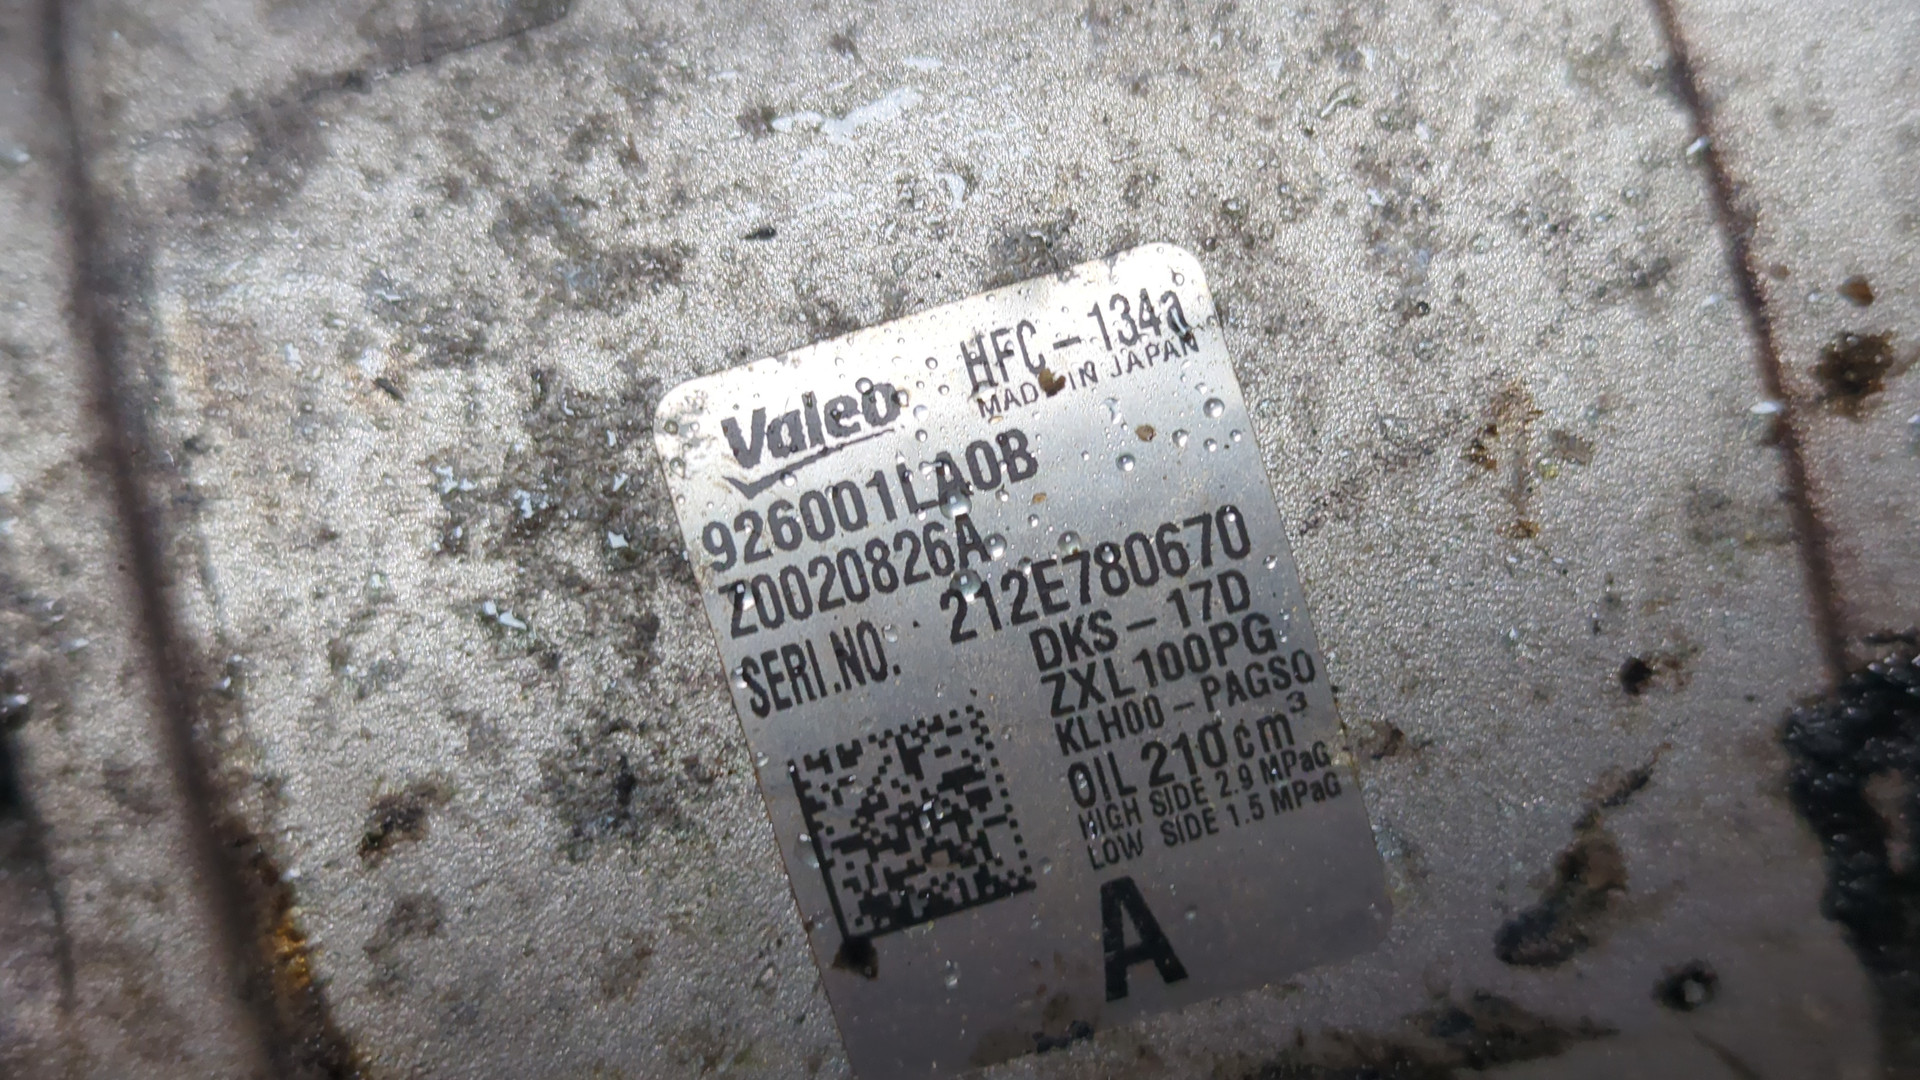 Valeo HFC-134a
MADE IN JAPAN
926001LA0B
Z0020826A
SERI.NO. 212E780670
DKS-17D
ZXL100PG
KLH00-PAGS0
OIL 210cm³
HIGH SIDE 2.9 MPaG
LOW SIDE 1.5 MPaG
A